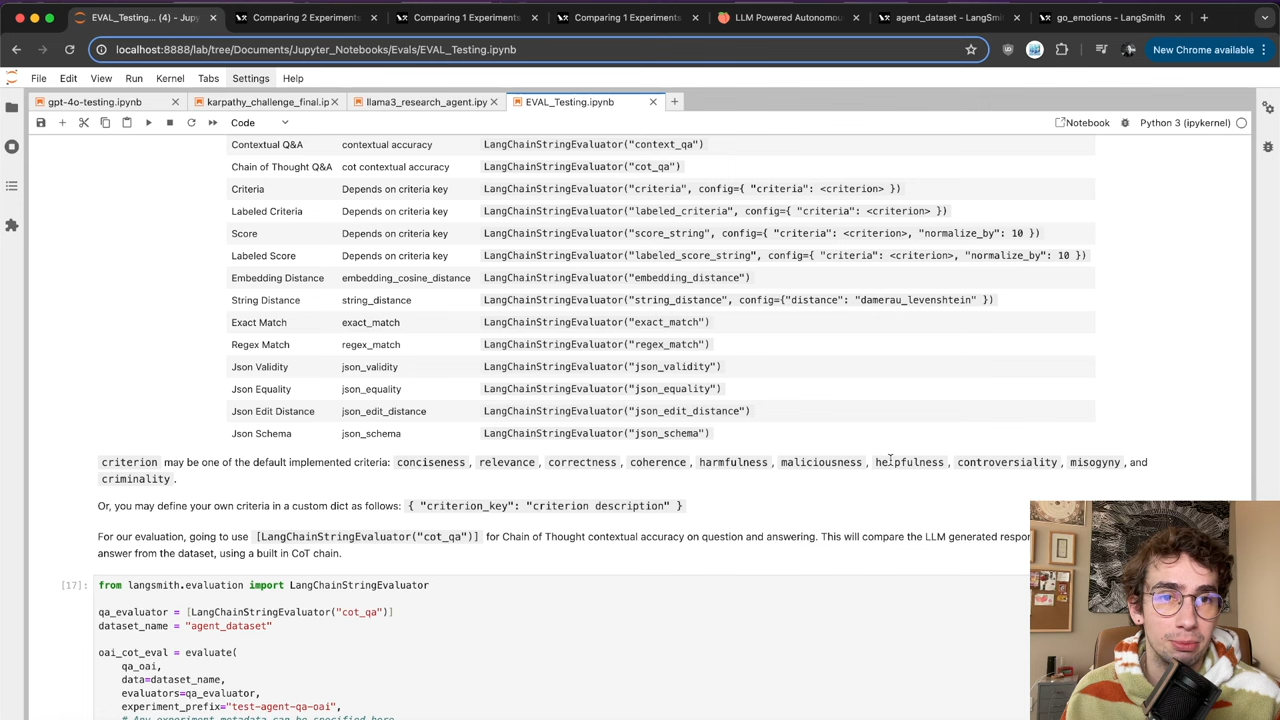 EVAL_Testing.... (4) - Jupy
Comparing 2 Experiments
Comparing 1 Experiments
Comparing 1 Experiments
LLM Powered Autonomou
agent_dataset - LangSmi
go_emotions - LangSmith
localhost:8888/lab/tree/Documents/Jupyter_Notebooks/Evals/EVAL_Testing.ipynb
New Chrome available
File Edit View Run Kernel Tabs Settings Help
gpt-4o-testing.ipynb
karpathy_challenge_final.ip
llama3_research_agent.ipy
EVAL_Testing.ipynb
Code
Notebook
Python 3 (ipykernel)
Contextual Q&A contextual accuracy LangChainStringEvaluator("context_qa")
Chain of Thought Q&A cot contextual accuracy LangChainStringEvaluator("cot_qa")
Criteria Depends on criteria key LangChainStringEvaluator("criteria", config={ "criteria": <criterion> })
Labeled Criteria Depends on criteria key LangChainStringEvaluator("labeled_criteria", config={ "criteria": <criterion> })
Score Depends on criteria key LangChainStringEvaluator("score_string", config={ "criteria": <criterion>, "normalize_by": 10 })
Labeled Score Depends on criteria key LangChainStringEvaluator("labeled_score_string", config={ "criteria": <criterion>, "normalize_by": 10 })
Embedding Distance embedding_cosine_distance LangChainStringEvaluator("embedding_distance")
String Distance string_distance LangChainStringEvaluator("string_distance", config={"distance": "damerau_levenshtein" })
Exact Match exact_match LangChainStringEvaluator("exact_match")
Regex Match regex_match LangChainStringEvaluator("regex_match")
Json Validity json_validity LangChainStringEvaluator("json_validity")
Json Equality json_equality LangChainStringEvaluator("json_equality")
Json Edit Distance json_edit_distance LangChainStringEvaluator("json_edit_distance")
Json Schema json_schema LangChainStringEvaluator("json_schema")
criterion may be one of the default implemented criteria: conciseness, relevance, correctness, coherence, harmfulness, maliciousness, helpfulness, controversiality, misogyny, and
criminality.
Or, you may define your own criteria in a custom dict as follows: { "criterion_key": "criterion description" }
For our evaluation, going to use [LangChainStringEvaluator("cot_qa")] for Chain of Thought contextual accuracy on question and answering. This will compare the LLM generated respon
answer from the dataset, using a built in CoT chain.
[17]: from langsmith.evaluation import LangChainStringEvaluator
qa_evaluator = [LangChainStringEvaluator("cot_qa")]
dataset_name = "agent_dataset"
oai_cot_eval = evaluate(
qa_oai,
data=dataset_name,
evaluators=qa_evaluator,
experiment_prefix="test-agent-qa-oai",
# Any experiment metadata can be specified here